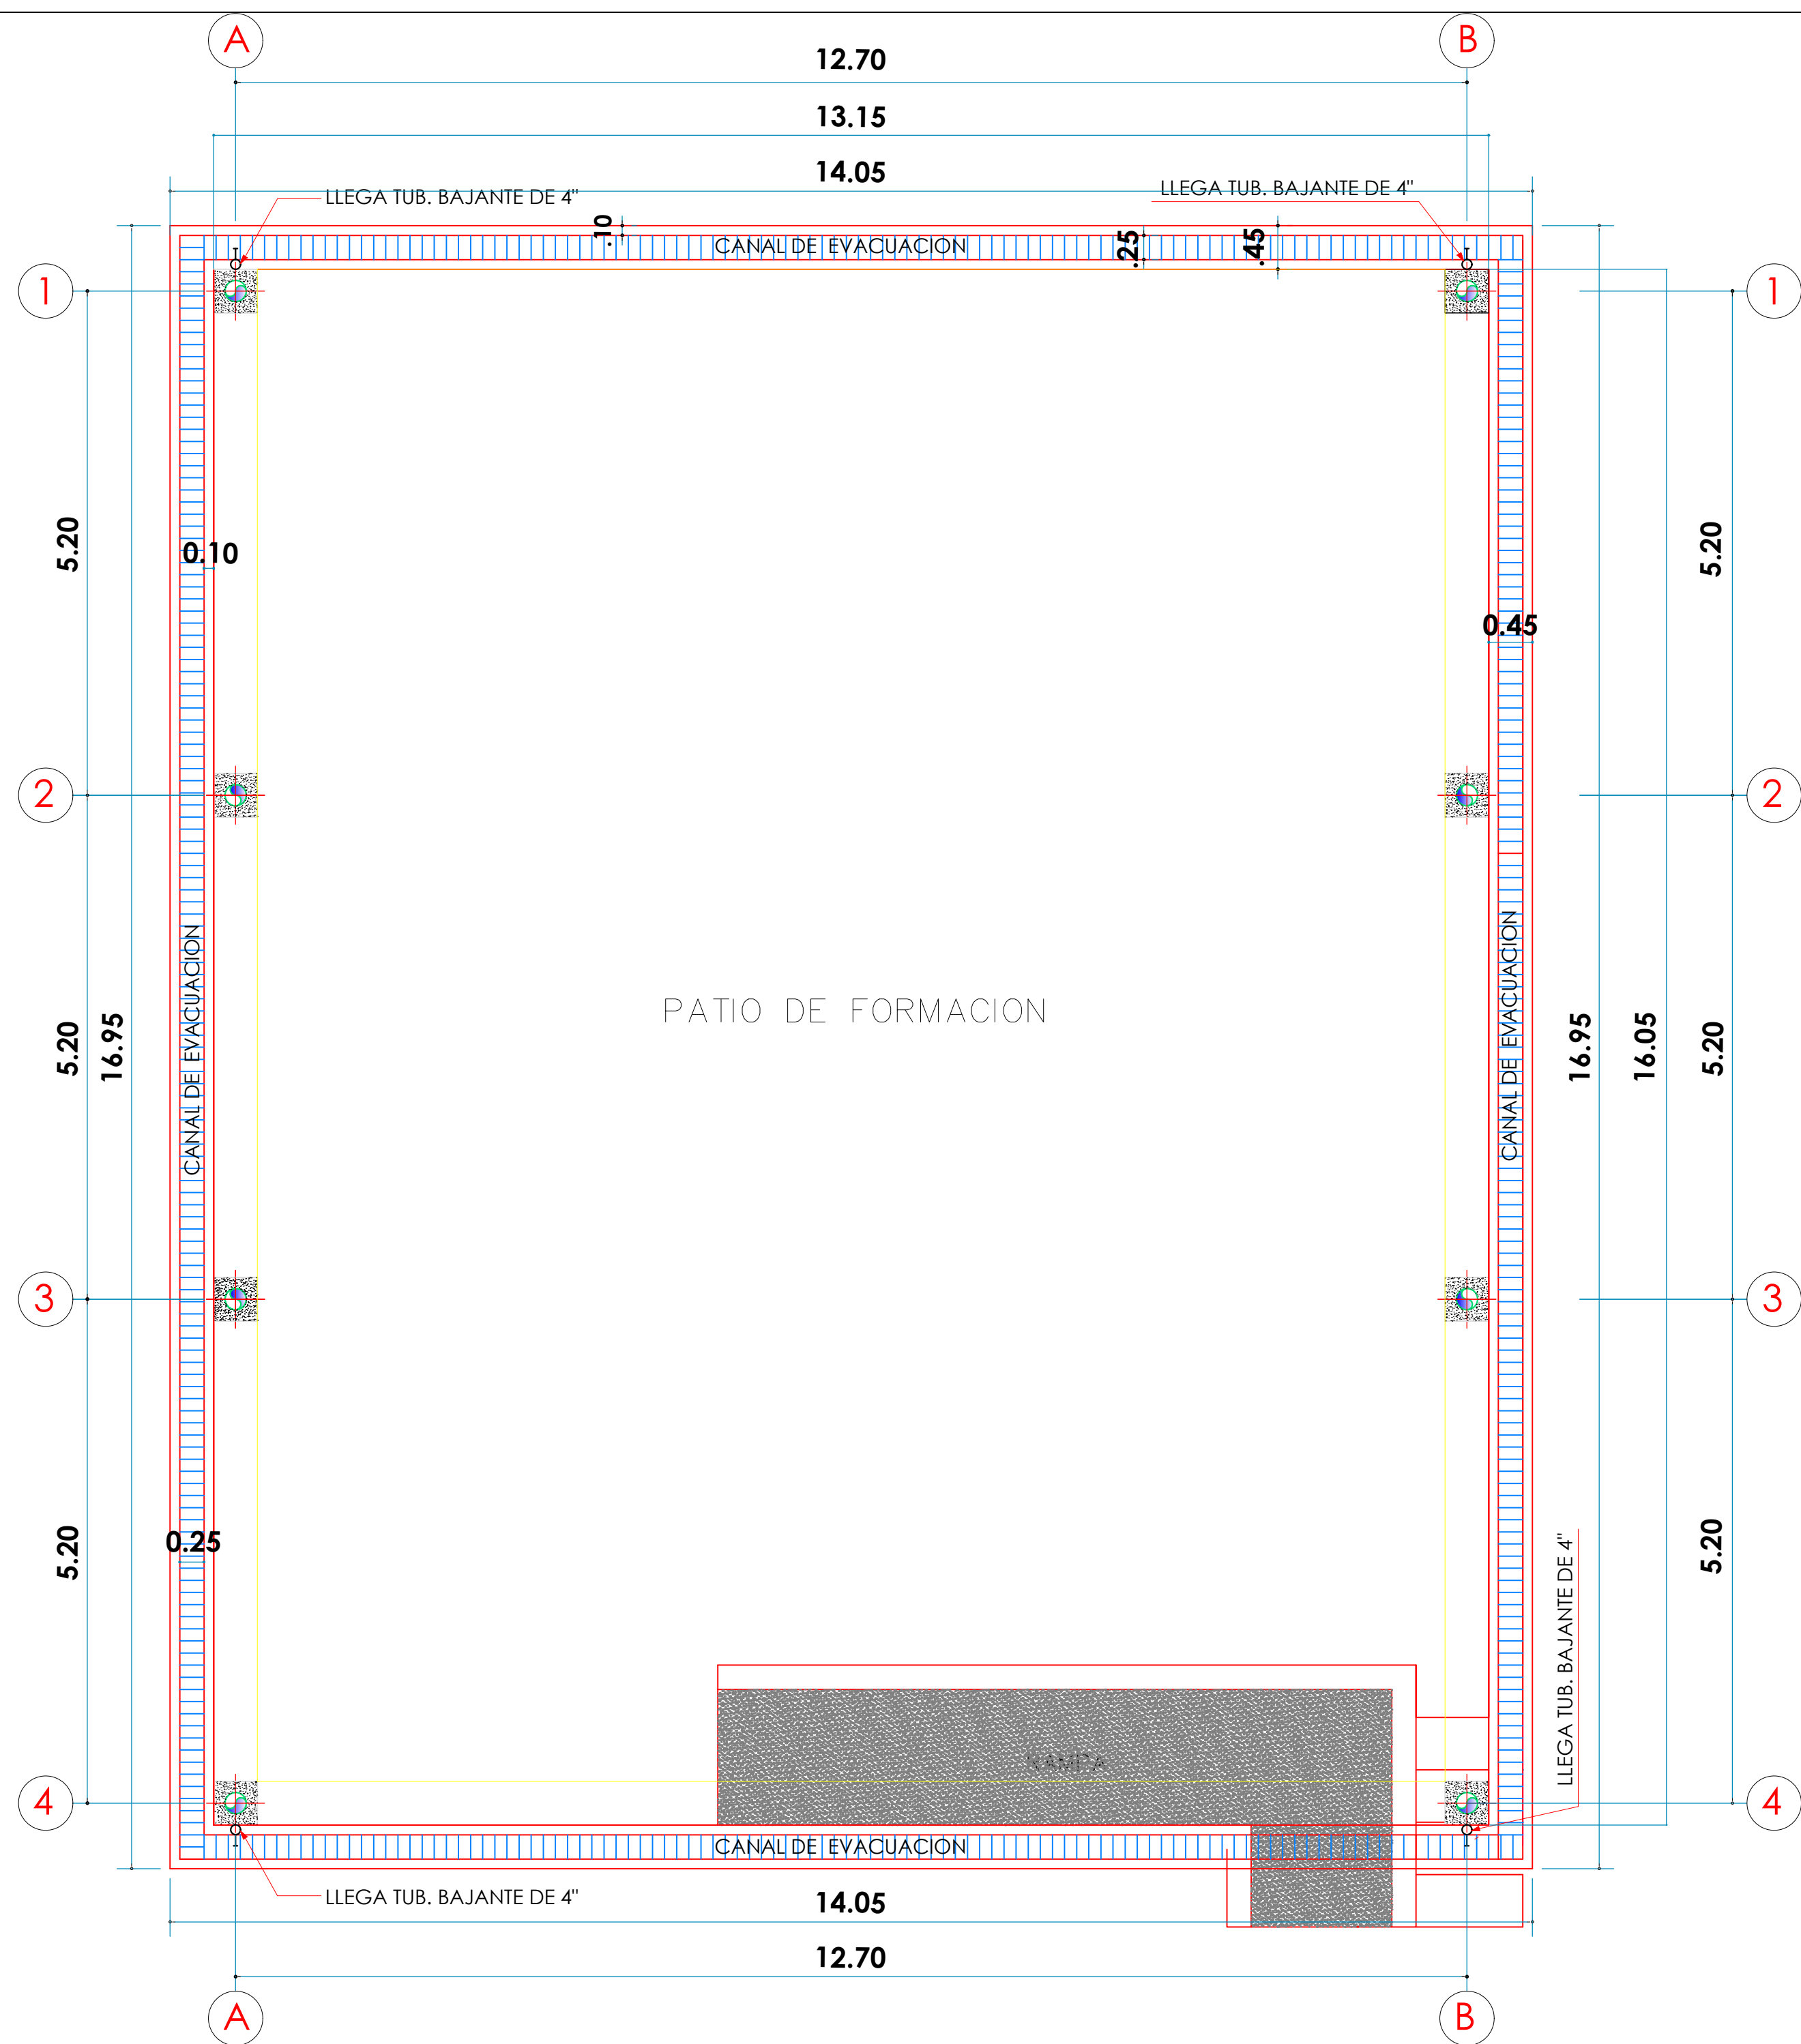 A
B
12.70
13.15
14.05
LLEGA TUB. BAJANTE DE 4"
LLEGA TUB. BAJANTE DE 4"
.10
CANAL DE EVACUACION
.25
.45
1
1
5.20
0.10
5.20
0.45
2
2
CANAL DE EVACUACION
CANAL DE EVACUACION
PATIO DE FORMACION
5.20
16.95
16.95
16.05
5.20
3
3
5.20
0.25
5.20
LLEGA TUB. BAJANTE DE 4"
RAMPA
4
4
CANAL DE EVACUACION
LLEGA TUB. BAJANTE DE 4"
14.05
12.70
A
B